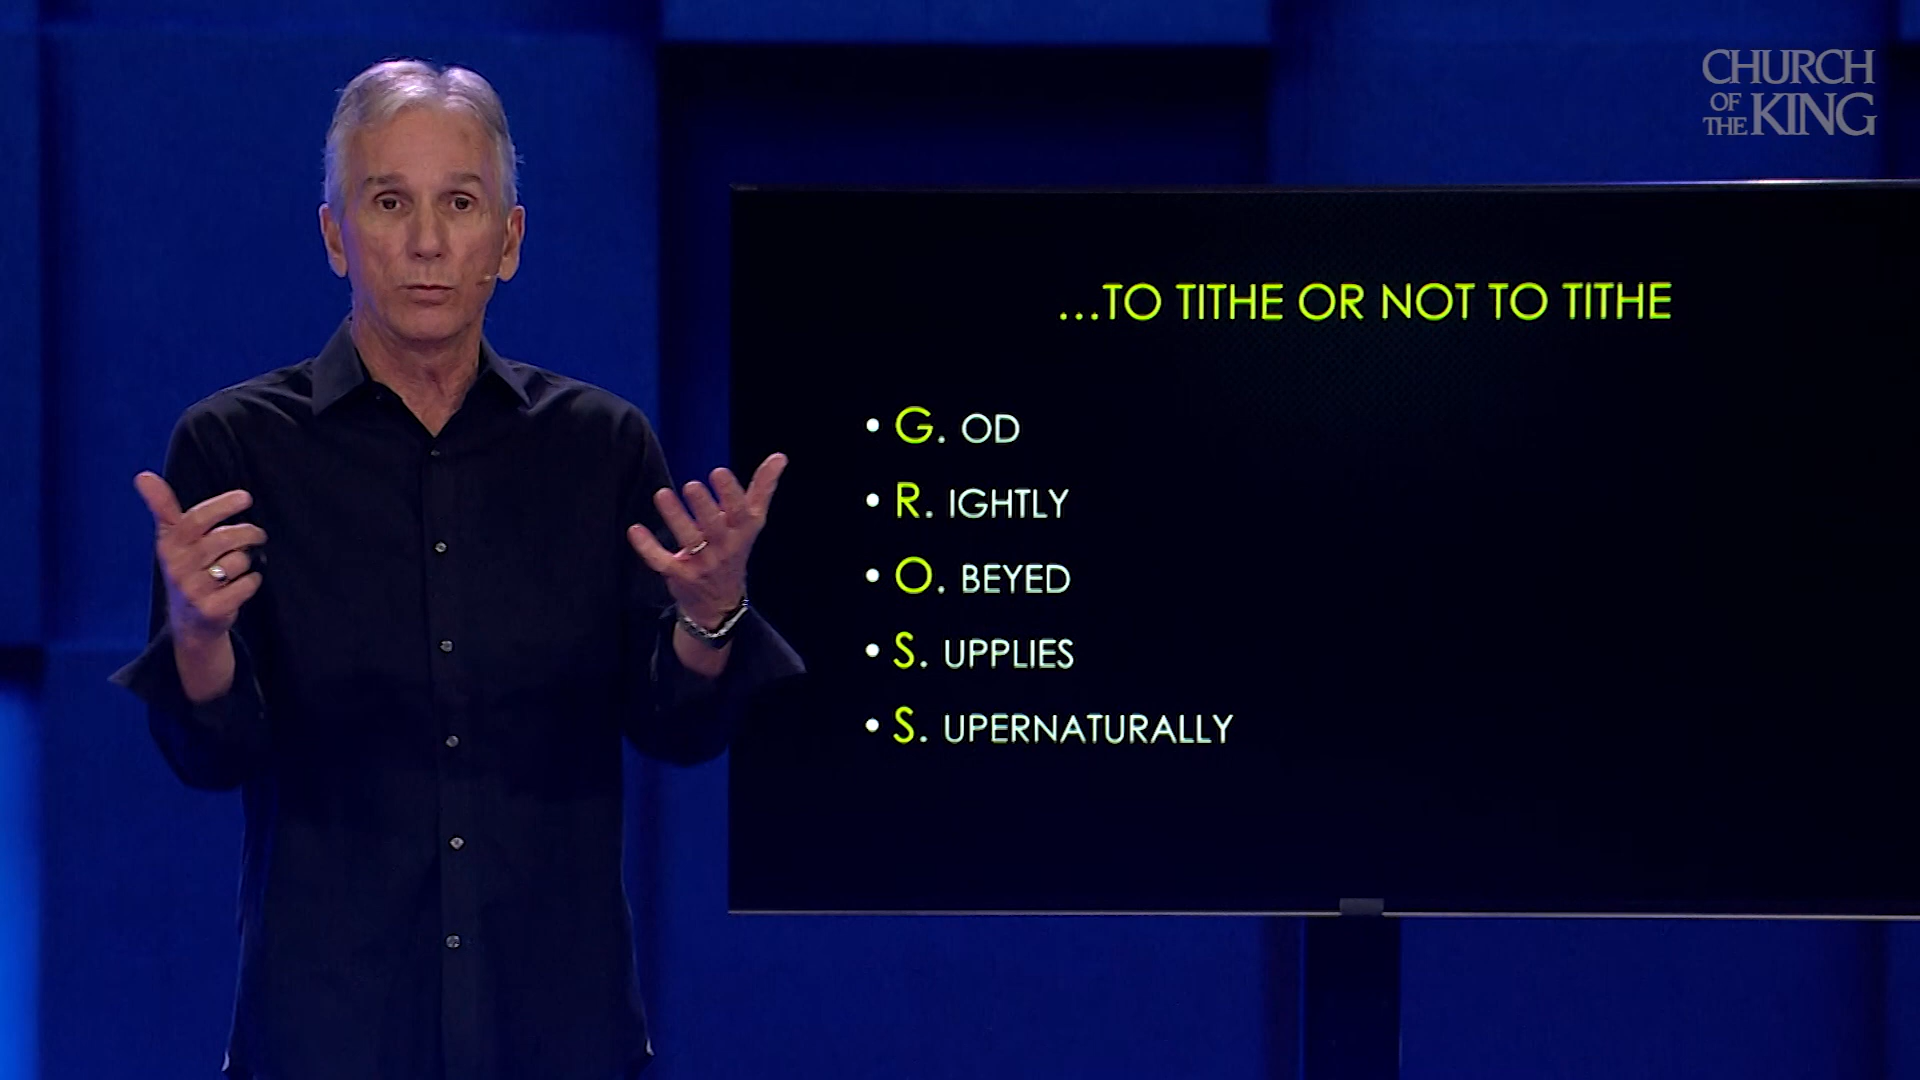 CHURCH
OF
THE KING
...TO TITHE OR NOT TO TITHE
• G. OD
• R. IGHTLY
• O. BEYED
• S. UPPLIES
• S. UPERNATURALLY